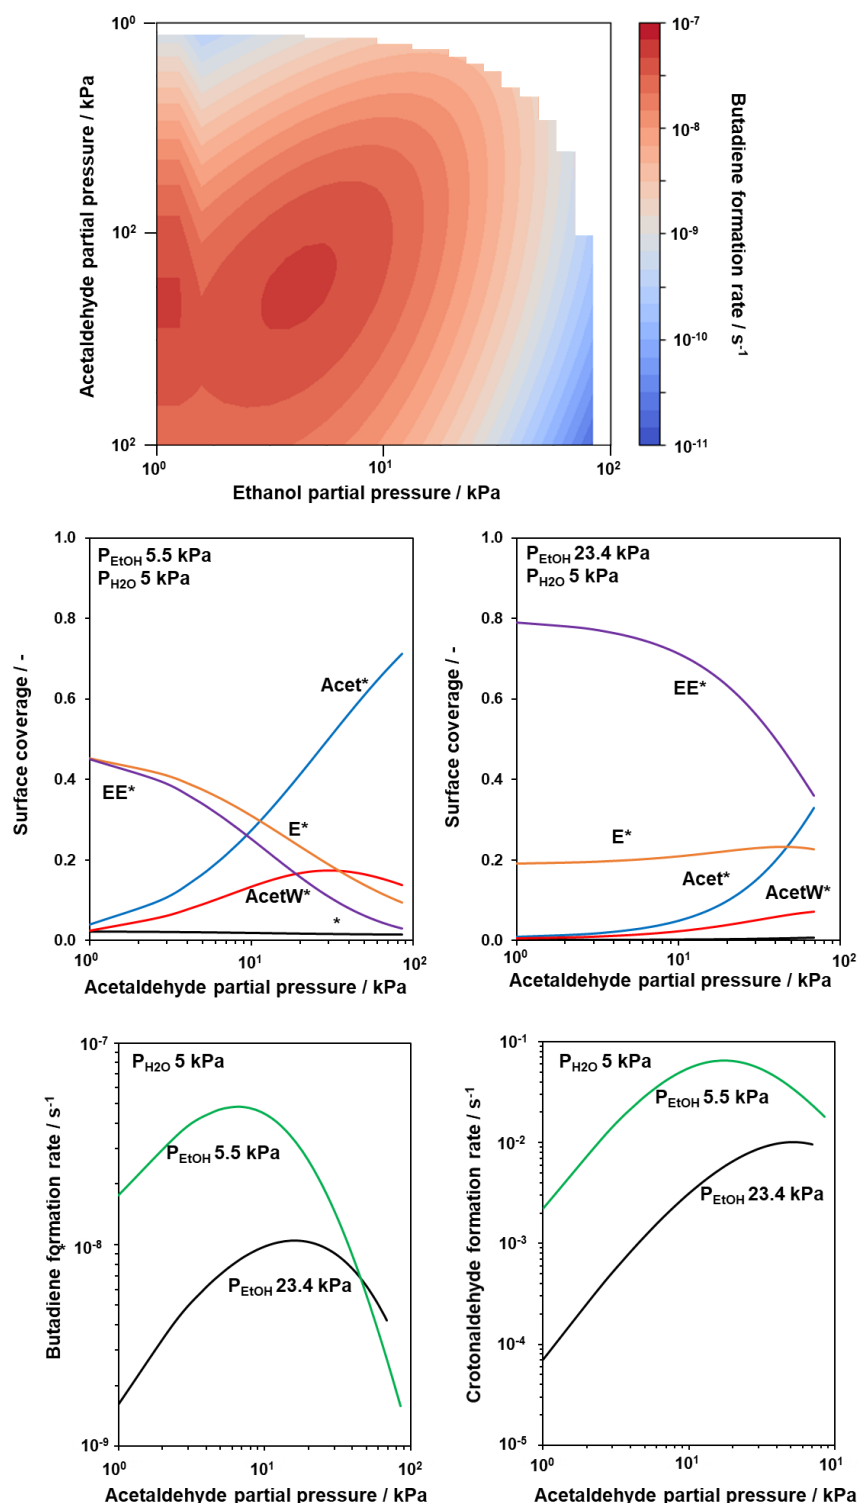 10⁰
10²
10²
Acetaldehyde partial pressure / kPa
10⁰
10¹
10²
Ethanol partial pressure / kPa
10⁻⁷
10⁻⁸
10⁻⁹
10⁻¹⁰
10⁻¹¹
Butadiene formation rate / s⁻¹
1.0
0.8
0.6
0.4
0.2
0.0
Surface coverage / -
P_EtOH 5.5 kPa
P_H2O 5 kPa
Acet*
EE*
E*
AcetW*
*
10⁰
10¹
10²
Acetaldehyde partial pressure / kPa
1.0
0.8
0.6
0.4
0.2
0.0
Surface coverage / -
P_EtOH 23.4 kPa
P_H2O 5 kPa
EE*
E*
Acet*
AcetW*
10⁰
10¹
10²
Acetaldehyde partial pressure / kPa
10⁻⁷
10⁻⁸
10⁻⁹
Butadiene formation rate / s⁻¹
*
P_H2O 5 kPa
P_EtOH 5.5 kPa
P_EtOH 23.4 kPa
10⁰
10¹
10²
Acetaldehyde partial pressure / kPa
10⁻¹
10⁻²
10⁻³
10⁻⁴
10⁻⁵
Crotonaldehyde formation rate / s⁻¹
P_H2O 5 kPa
P_EtOH 5.5 kPa
P_EtOH 23.4 kPa
10⁰
10¹
10¹
Acetaldehyde partial pressure / kPa